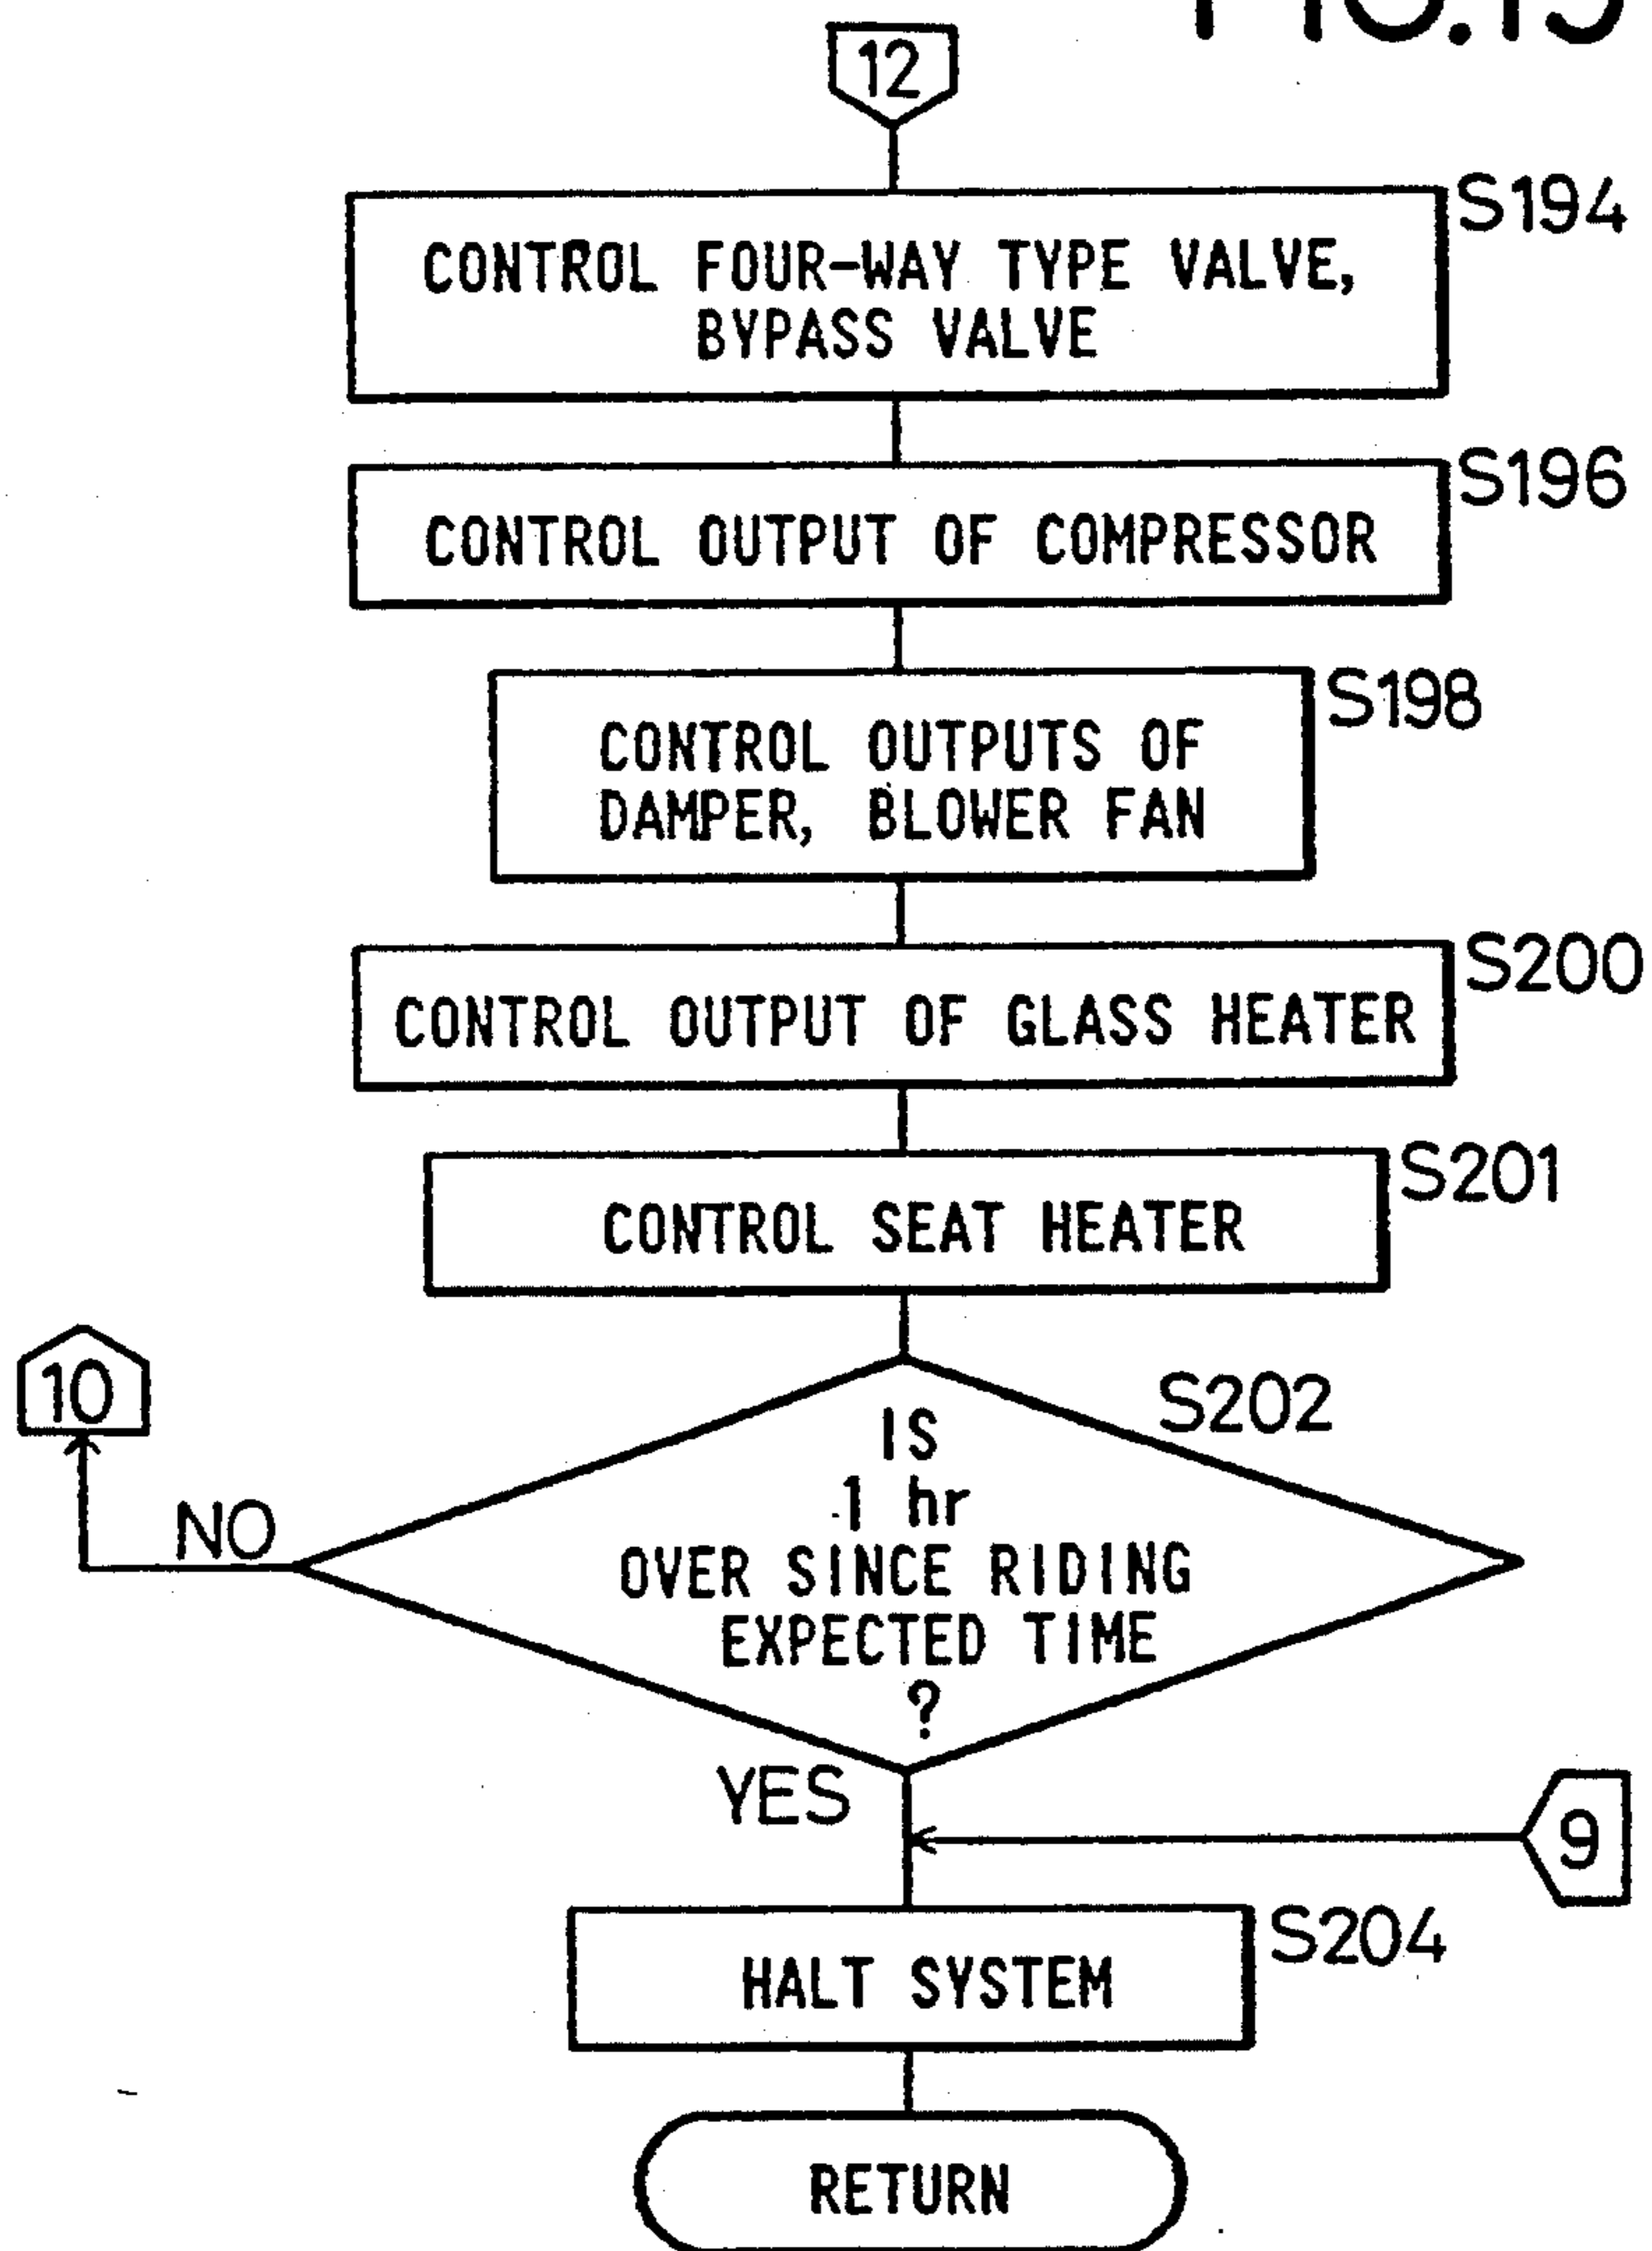 12
S194
CONTROL FOUR-WAY TYPE VALVE,
BYPASS VALVE
S196
CONTROL OUTPUT OF COMPRESSOR
S198
CONTROL OUTPUTS OF
DAMPER, BLOWER FAN
S200
CONTROL OUTPUT OF GLASS HEATER
S201
CONTROL SEAT HEATER
10
S202
IS
1 hr
OVER SINCE RIDING
EXPECTED TIME
?
NO
YES
9
S204
HALT SYSTEM
RETURN